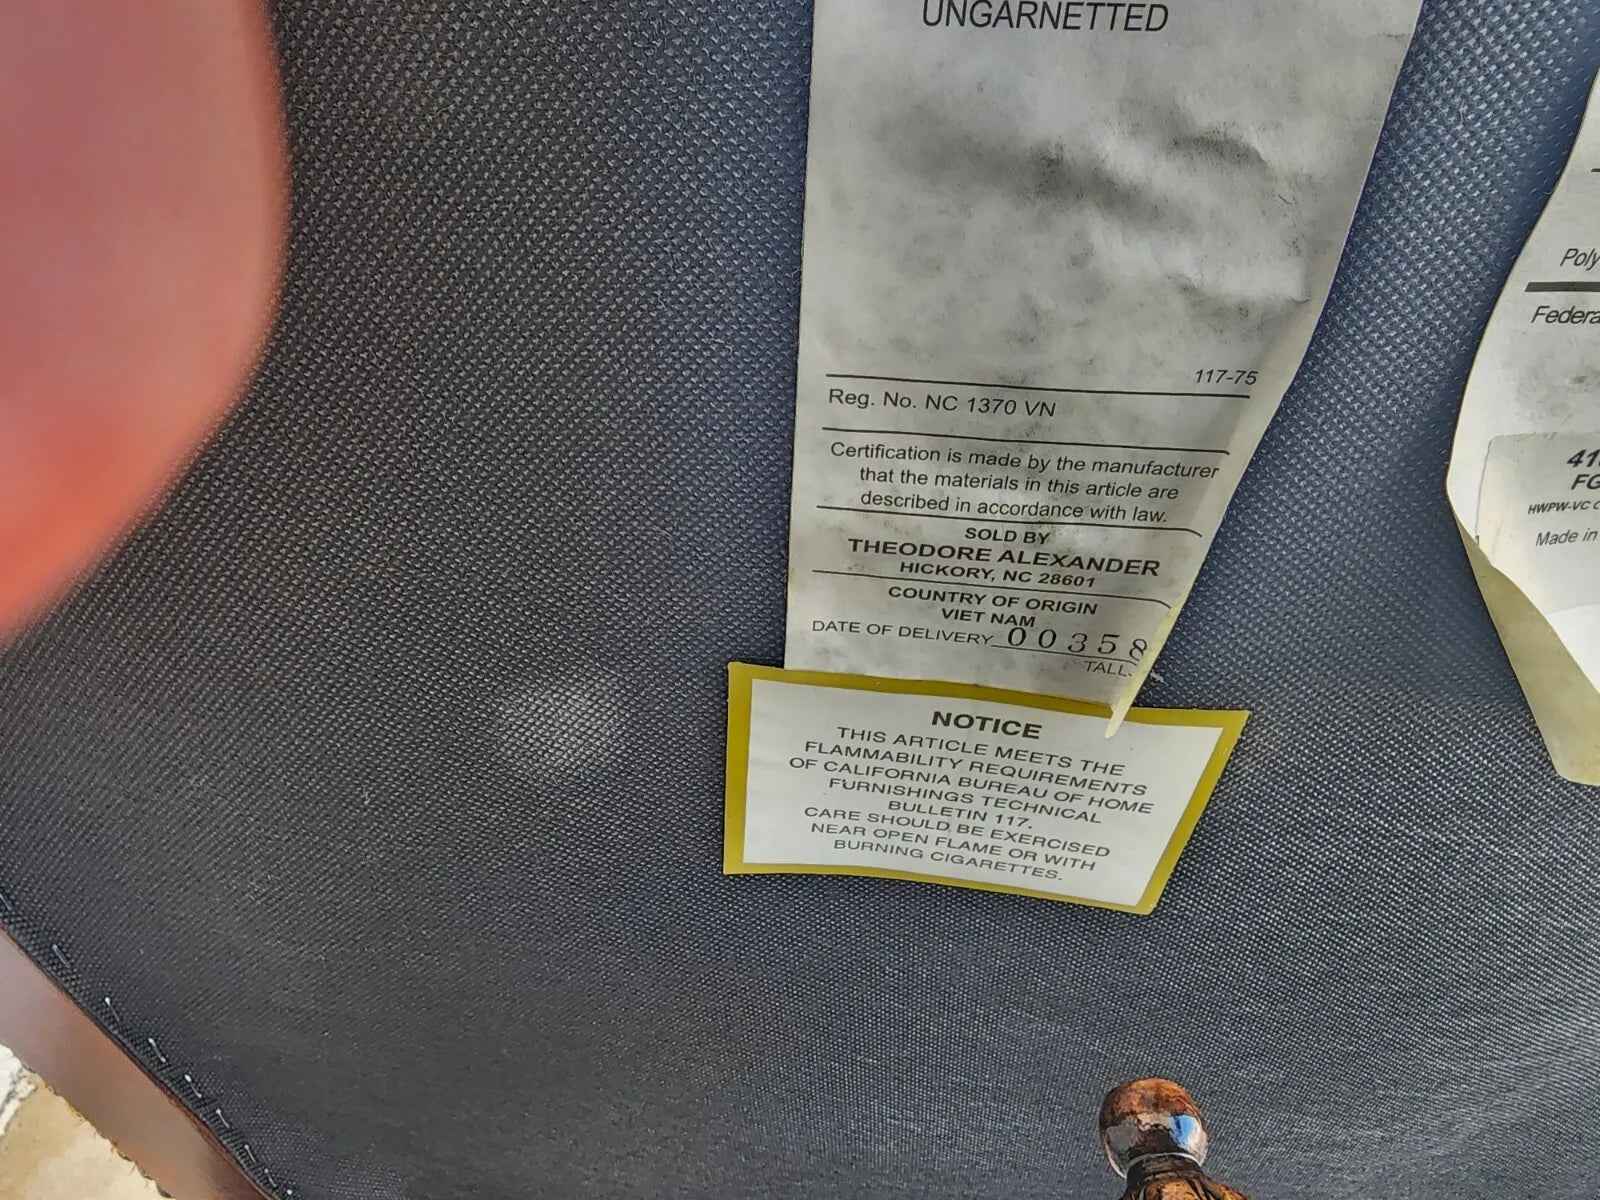 UNGARNETTED
117-75
Reg. No. NC 1370 VN
Certification is made by the manufacturer
that the materials in this article are
described in accordance with law.
SOLD BY
THEODORE ALEXANDER
HICKORY, NC 28601
COUNTRY OF ORIGIN
VIET NAM
DATE OF DELIVERY 00358
TALL
NOTICE
THIS ARTICLE MEETS THE
FLAMMABILITY REQUIREMENTS
OF CALIFORNIA BUREAU OF HOME
FURNISHINGS TECHNICAL
BULLETIN 117.
CARE SHOULD BE EXERCISED
NEAR OPEN FLAME OR WITH
BURNING CIGARETTES.
Poly
Federa
41
FG
HWPW-VC
Made in